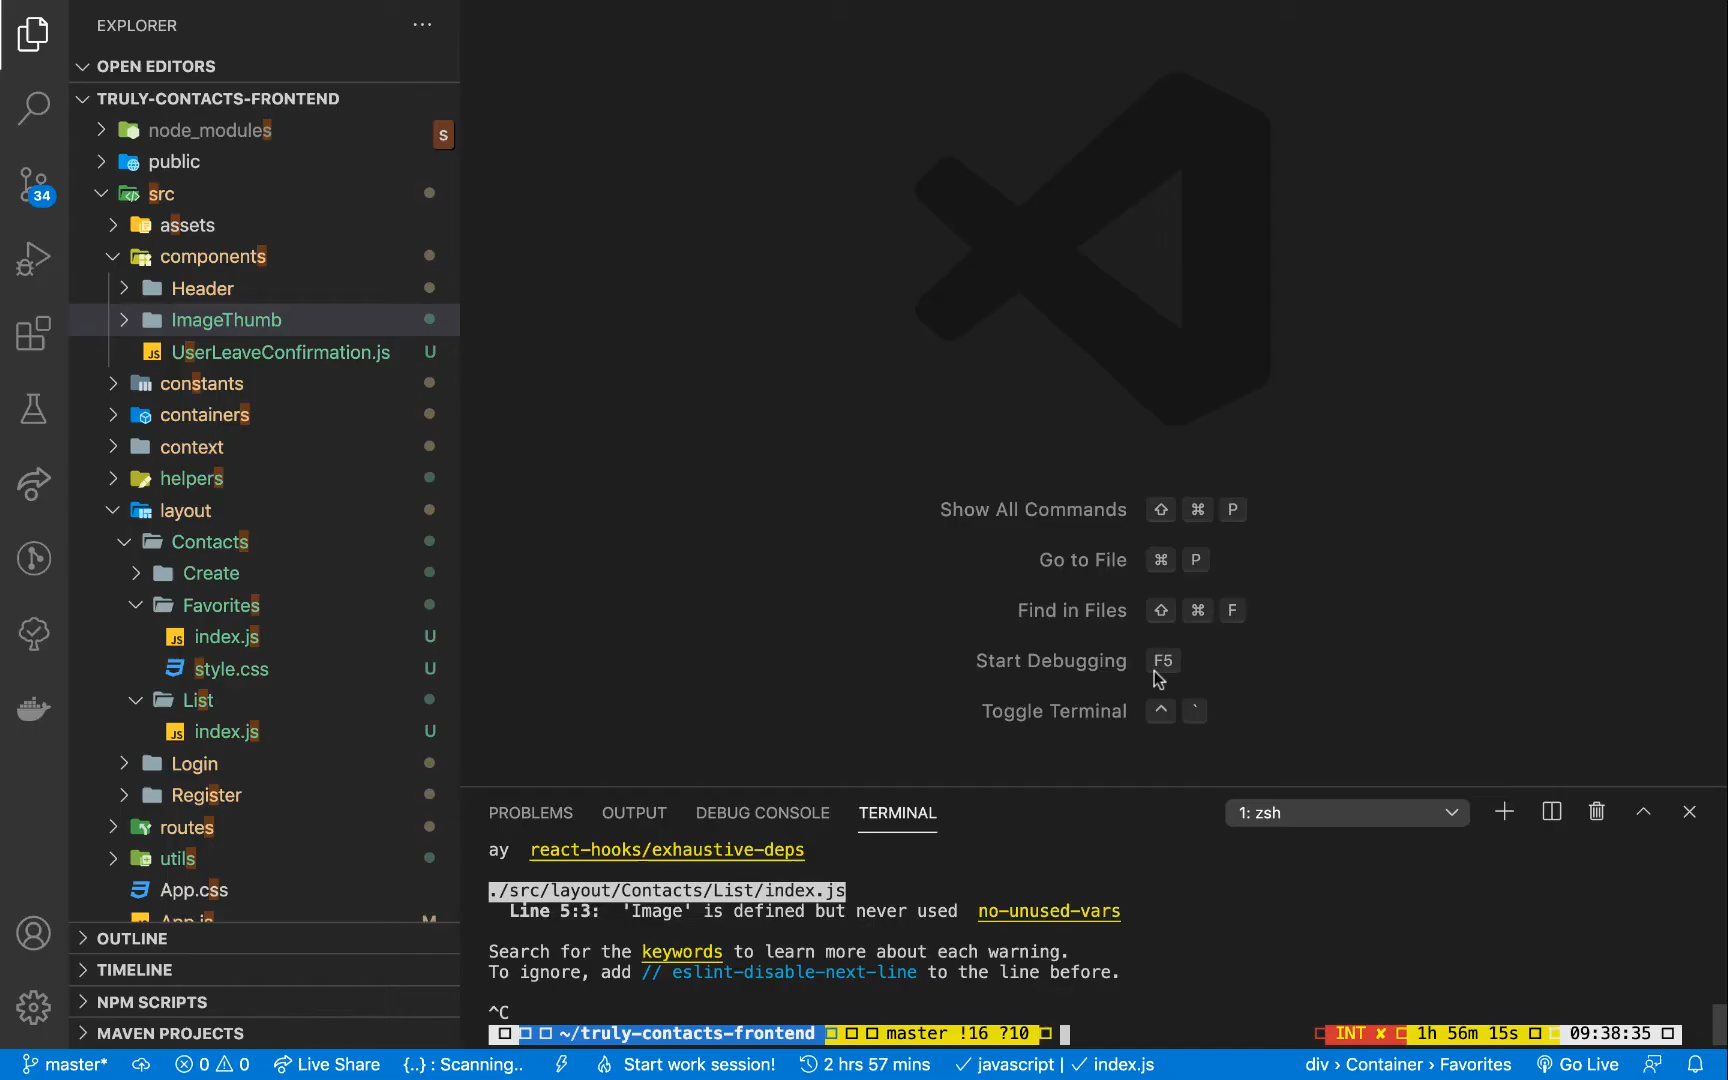 EXPLORER
OPEN EDITORS
TRULY-CONTACTS-FRONTEND
node_modules
S
public
src
34
assets
components
Header
ImageThumb
JS UserLeaveConfirmation.js U
constants
containers
context
helpers
layout
Contacts
Create
Favorites
JS index.js U
style.css U
List
JS index.js U
Login
Register
routes
utils
App.css
App.js M
OUTLINE
TIMELINE
NPM SCRIPTS
MAVEN PROJECTS
Show All Commands ⇧ ⌘ P
Go to File ⌘ P
Find in Files ⇧ ⌘ F
Start Debugging F5
Toggle Terminal ^ `
PROBLEMS OUTPUT DEBUG CONSOLE TERMINAL 1: zsh
ay react-hooks/exhaustive-deps
./src/layout/Contacts/List/index.js
Line 5:3: 'Image' is defined but never used no-unused-vars
Search for the keywords to learn more about each warning.
To ignore, add // eslint-disable-next-line to the line before.
^C
~/truly-contacts-frontend master !16 ?10 INT ✘ 1h 56m 15s 09:38:35
master* 0 0 Live Share {..} : Scanning.. Start work session! 2 hrs 57 mins ✓ javascript | ✓ index.js div › Container › Favorites Go Live